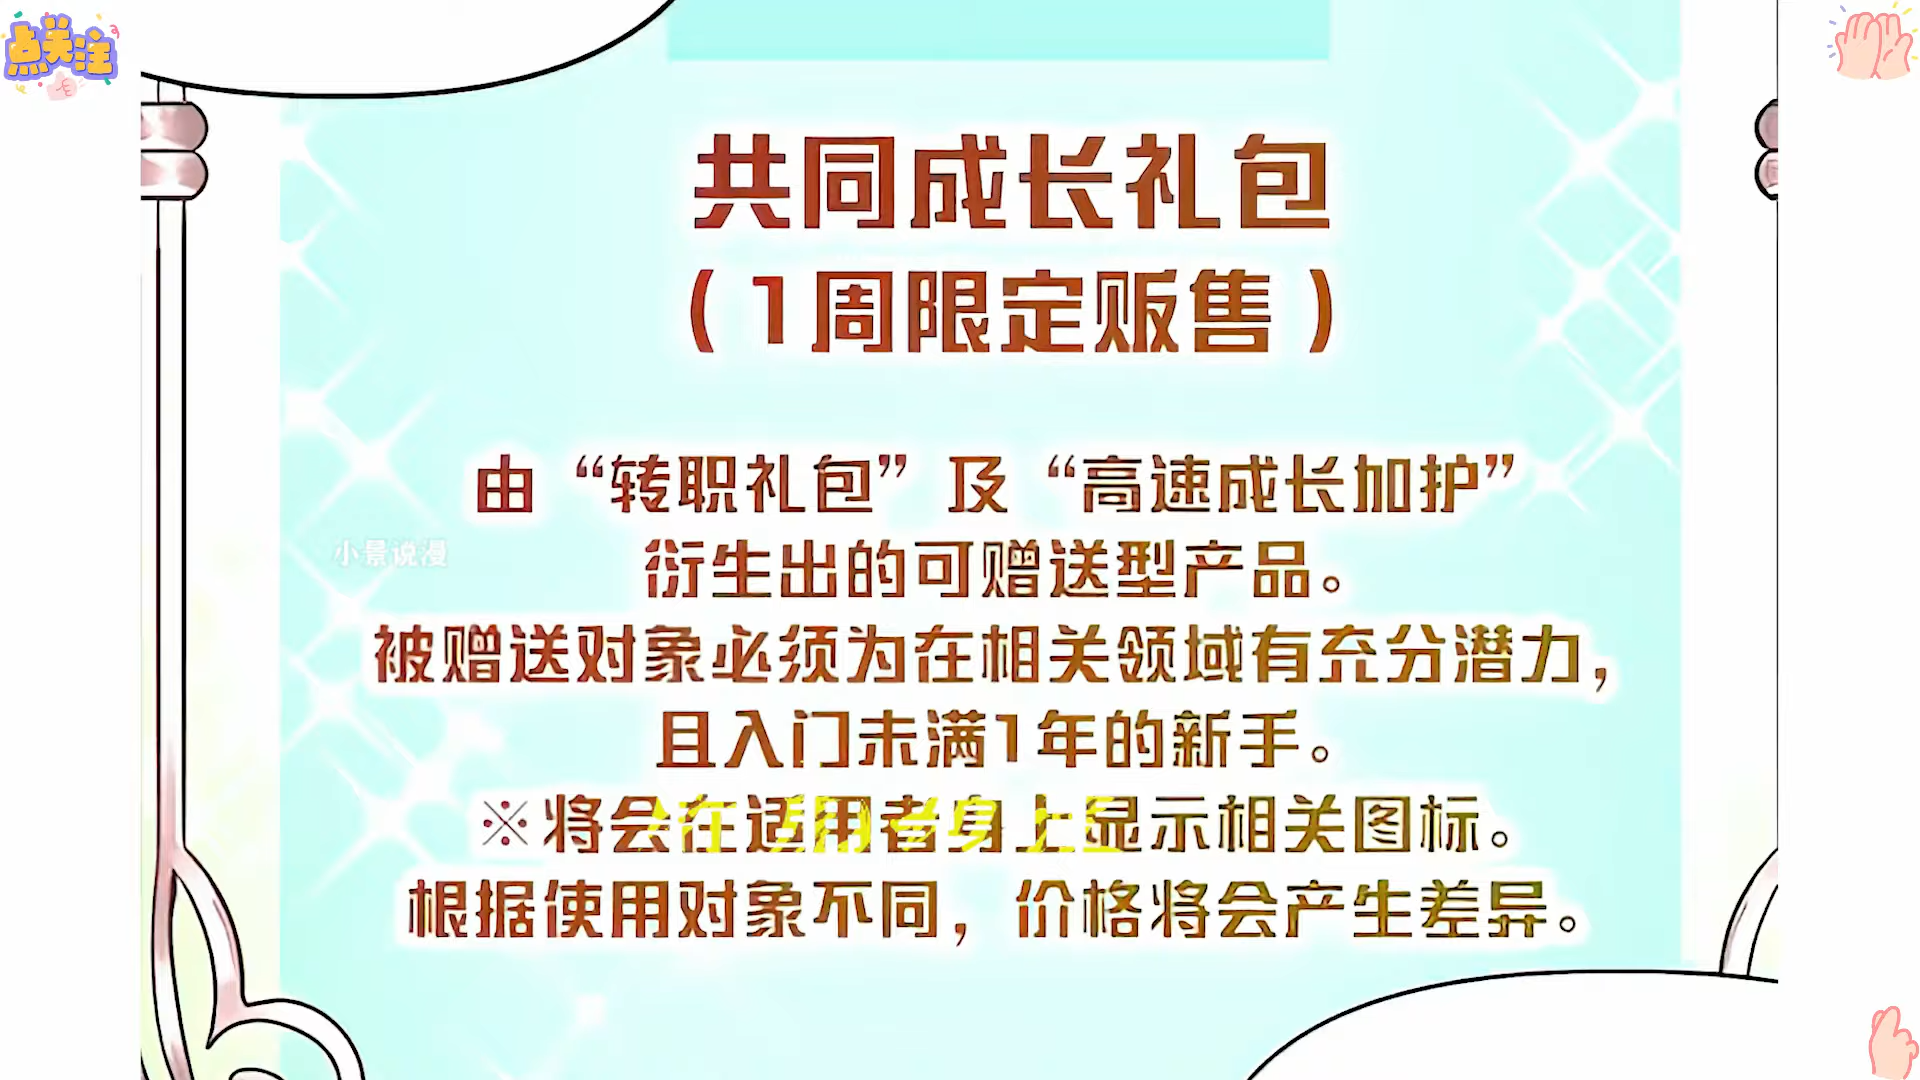 点关注
共同成长礼包
（1周限定贩售）
由“转职礼包”及“高速成长加护”
小景说漫
衍生出的可赠送型产品。
被赠送对象必须为在相关领域有充分潜力，
且入门未满1年的新手。
※将会在适用者身上显示相关图标。
根据使用对象不同，价格将会产生差异。